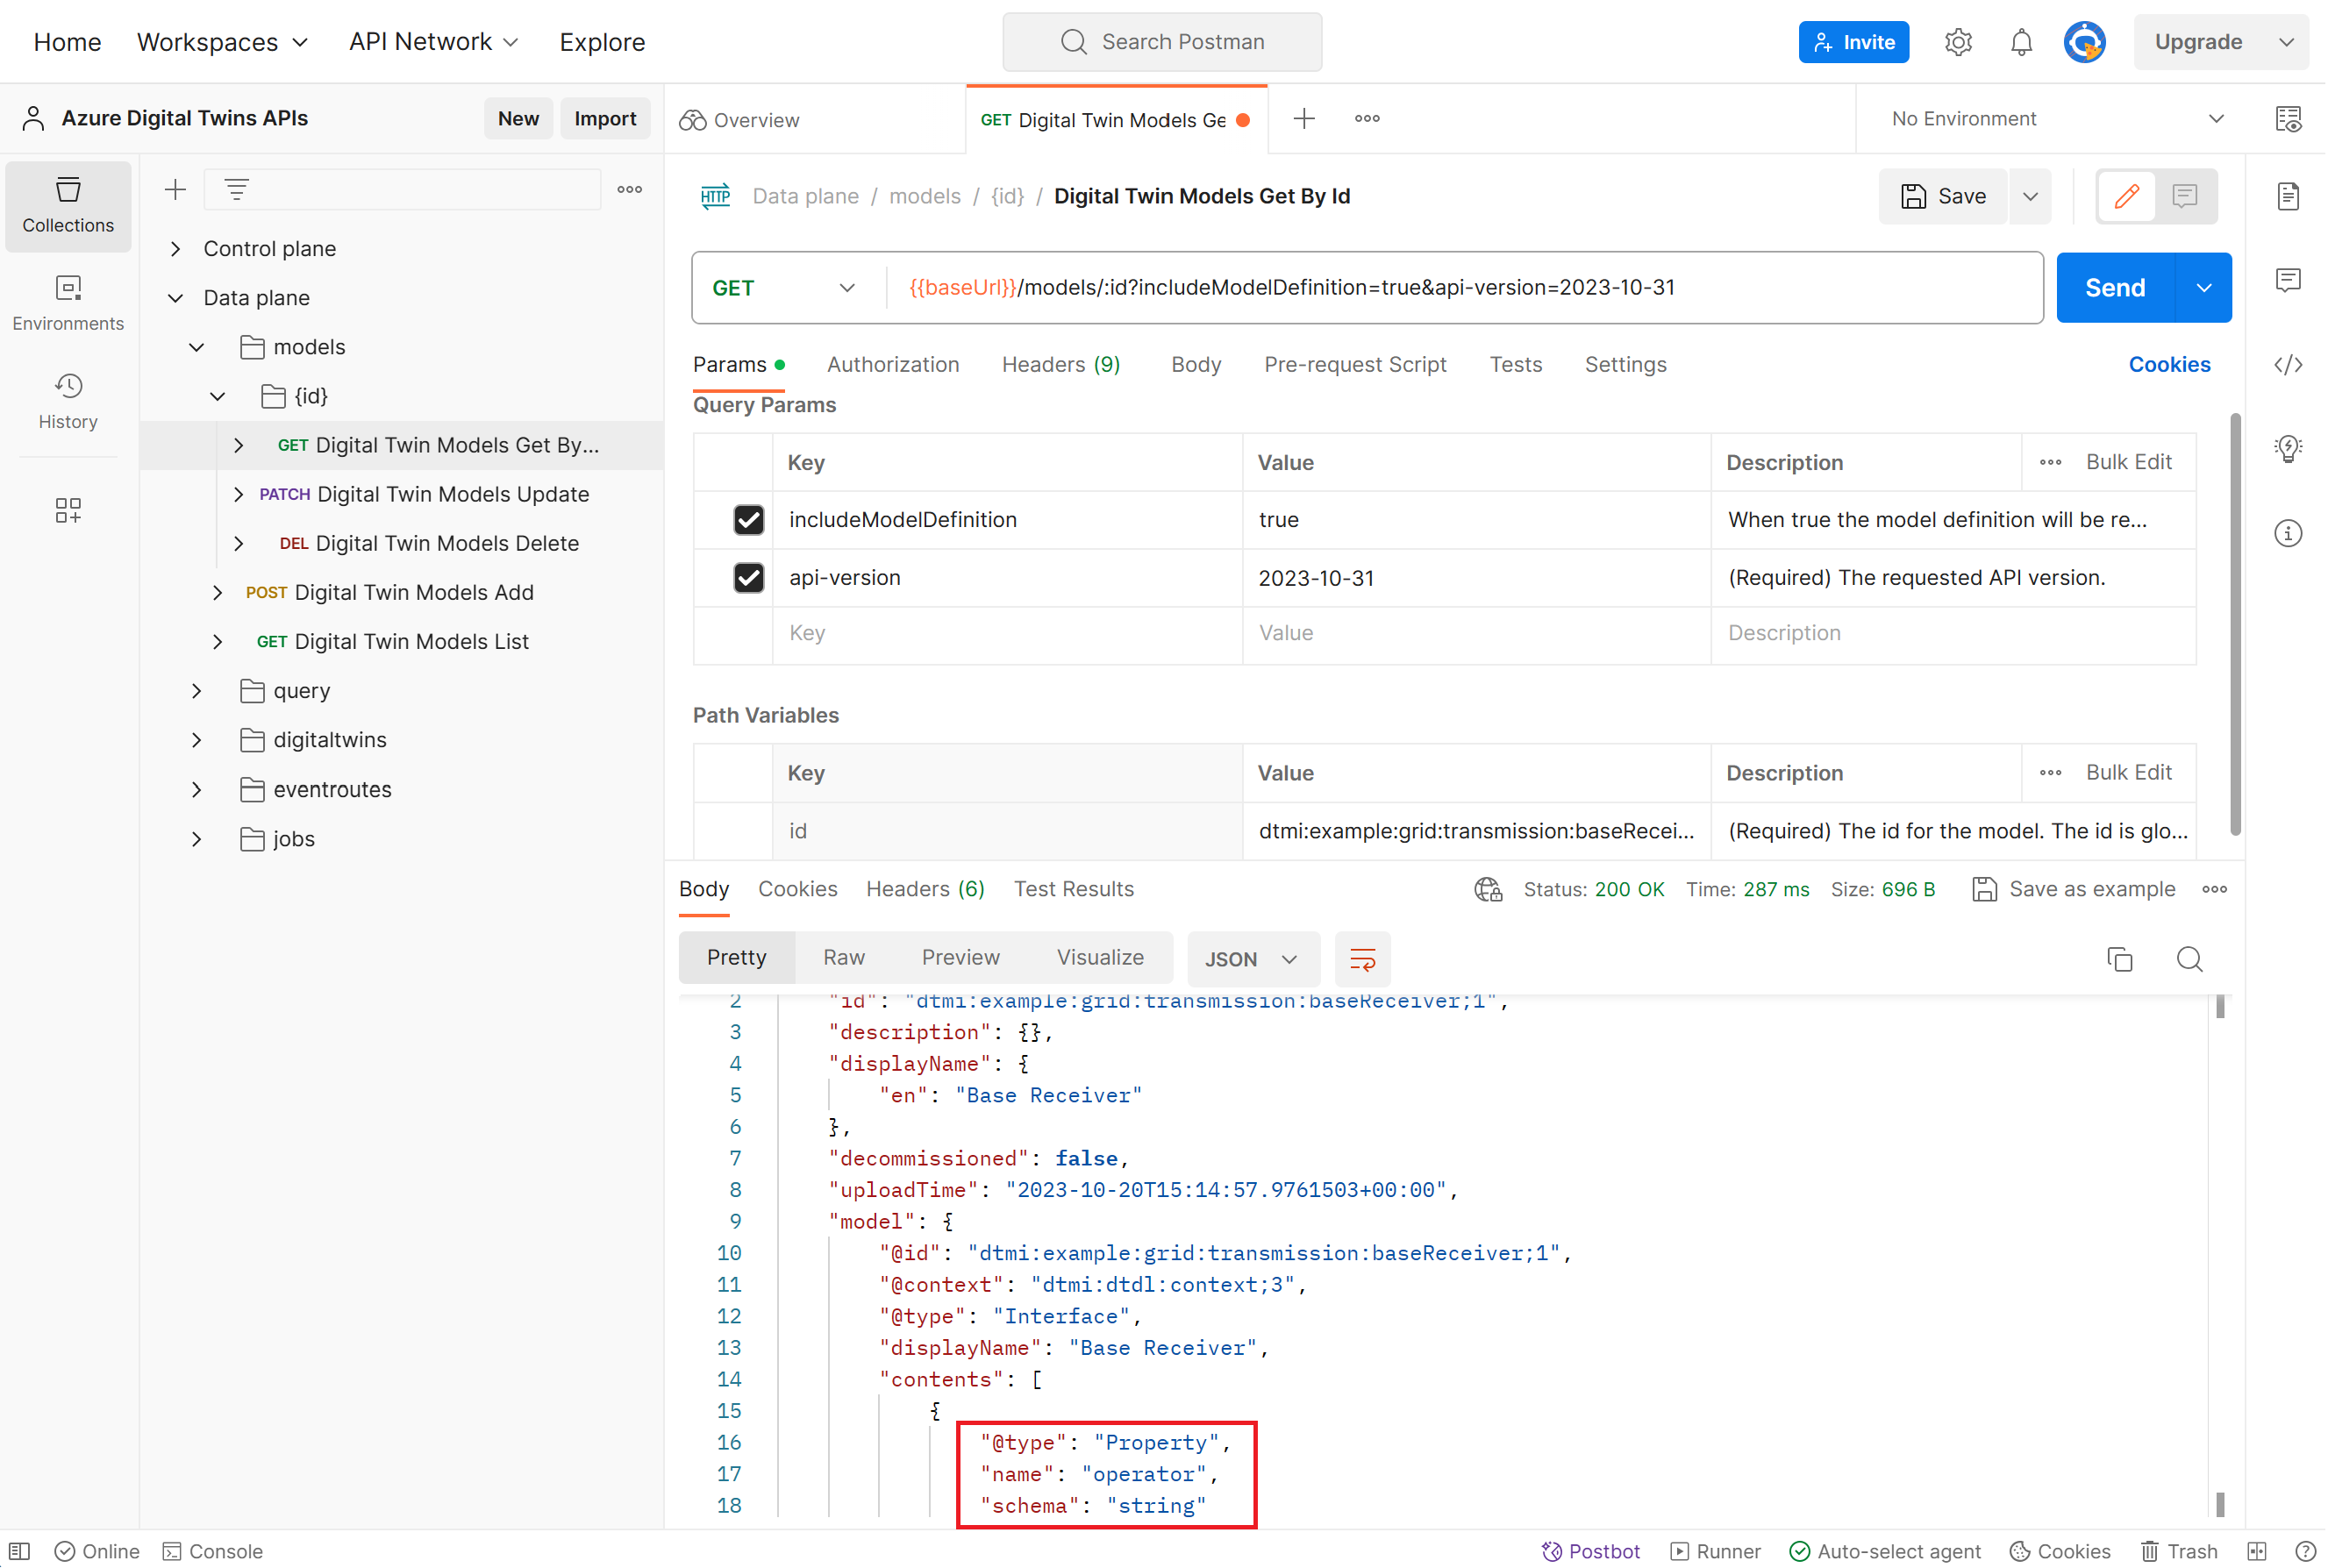 Home Workspaces API Network Explore Search Postman Invite Upgrade
Azure Digital Twins APIs New Import Overview GET Digital Twin Models Ge No Environment
Collections
Environments
History
Control plane
Data plane
models
{id}
GET Digital Twin Models Get By...
PATCH Digital Twin Models Update
DEL Digital Twin Models Delete
POST Digital Twin Models Add
GET Digital Twin Models List
query
digitaltwins
eventroutes
jobs
HTTP Data plane / models / {id} / Digital Twin Models Get By Id Save
GET {{baseUrl}}/models/:id?includeModelDefinition=true&api-version=2023-10-31 Send
Params Authorization Headers (9) Body Pre-request Script Tests Settings Cookies
Query Params
Key Value Description Bulk Edit
includeModelDefinition true When true the model definition will be re...
api-version 2023-10-31 (Required) The requested API version.
Key Value Description
Path Variables
Key Value Description Bulk Edit
id dtmi:example:grid:transmission:baseRecei... (Required) The id for the model. The id is glo...
Body Cookies Headers (6) Test Results Status: 200 OK Time: 287 ms Size: 696 B Save as example
Pretty Raw Preview Visualize JSON
2 "id": "dtmi:example:grid:transmission:baseReceiver;1",
3 "description": {},
4 "displayName": {
5 "en": "Base Receiver"
6 },
7 "decommissioned": false,
8 "uploadTime": "2023-10-20T15:14:57.9761503+00:00",
9 "model": {
10 "@id": "dtmi:example:grid:transmission:baseReceiver;1",
11 "@context": "dtmi:dtdl:context;3",
12 "@type": "Interface",
13 "displayName": "Base Receiver",
14 "contents": [
15 {
16 "@type": "Property",
17 "name": "operator",
18 "schema": "string"
Online Console Postbot Runner Auto-select agent Cookies Trash